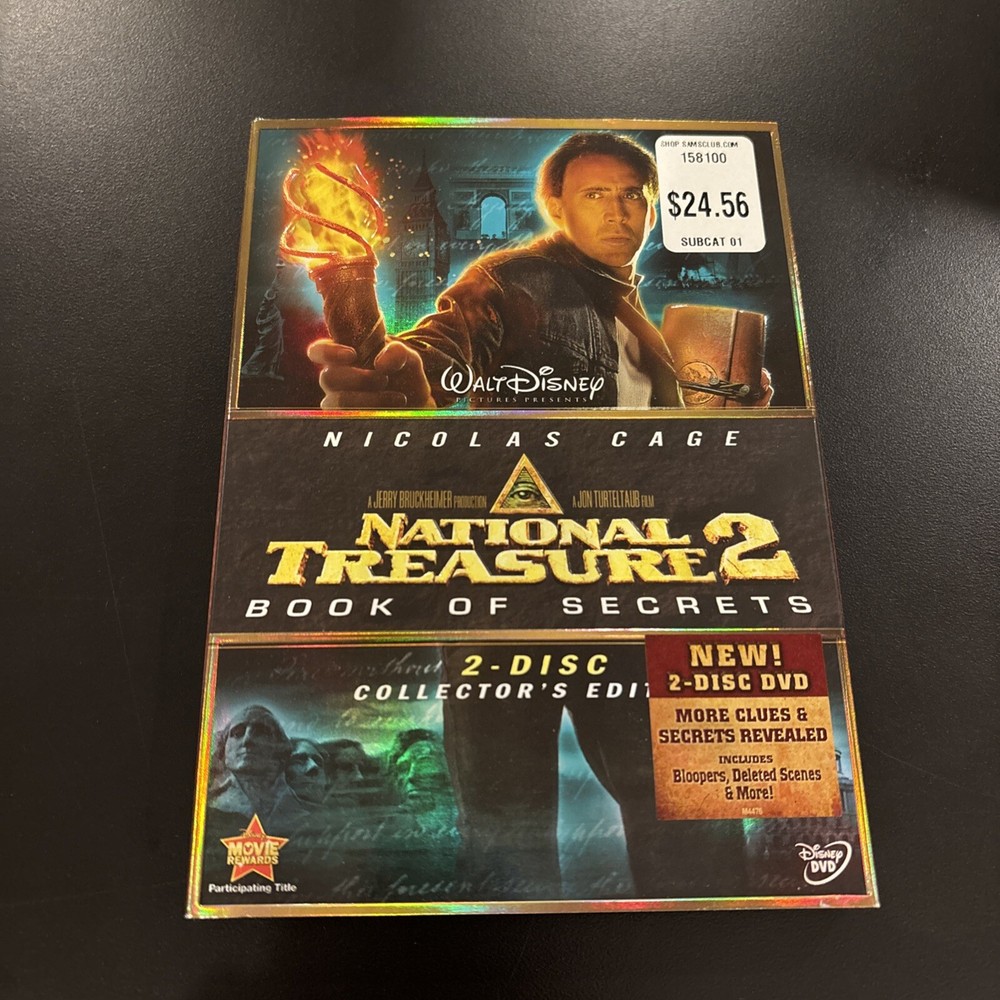 SHOP SAMSCLUB.COM
158100
$24.56
SUBCAT 01
WALT DISNEY
PICTURES PRESENTS
NICOLAS CAGE
A JERRY BRUCKHEIMER PRODUCTION
A JON TURTELTAUB FILM
NATIONAL
TREASURE 2
BOOK OF SECRETS
2-DISC
COLLECTOR'S EDIT
NEW!
2-DISC DVD
MORE CLUES &
SECRETS REVEALED
INCLUDES
Bloopers, Deleted Scenes
& More!
Disney
MOVIE
REWARDS
Participating Title
Disney
DVD